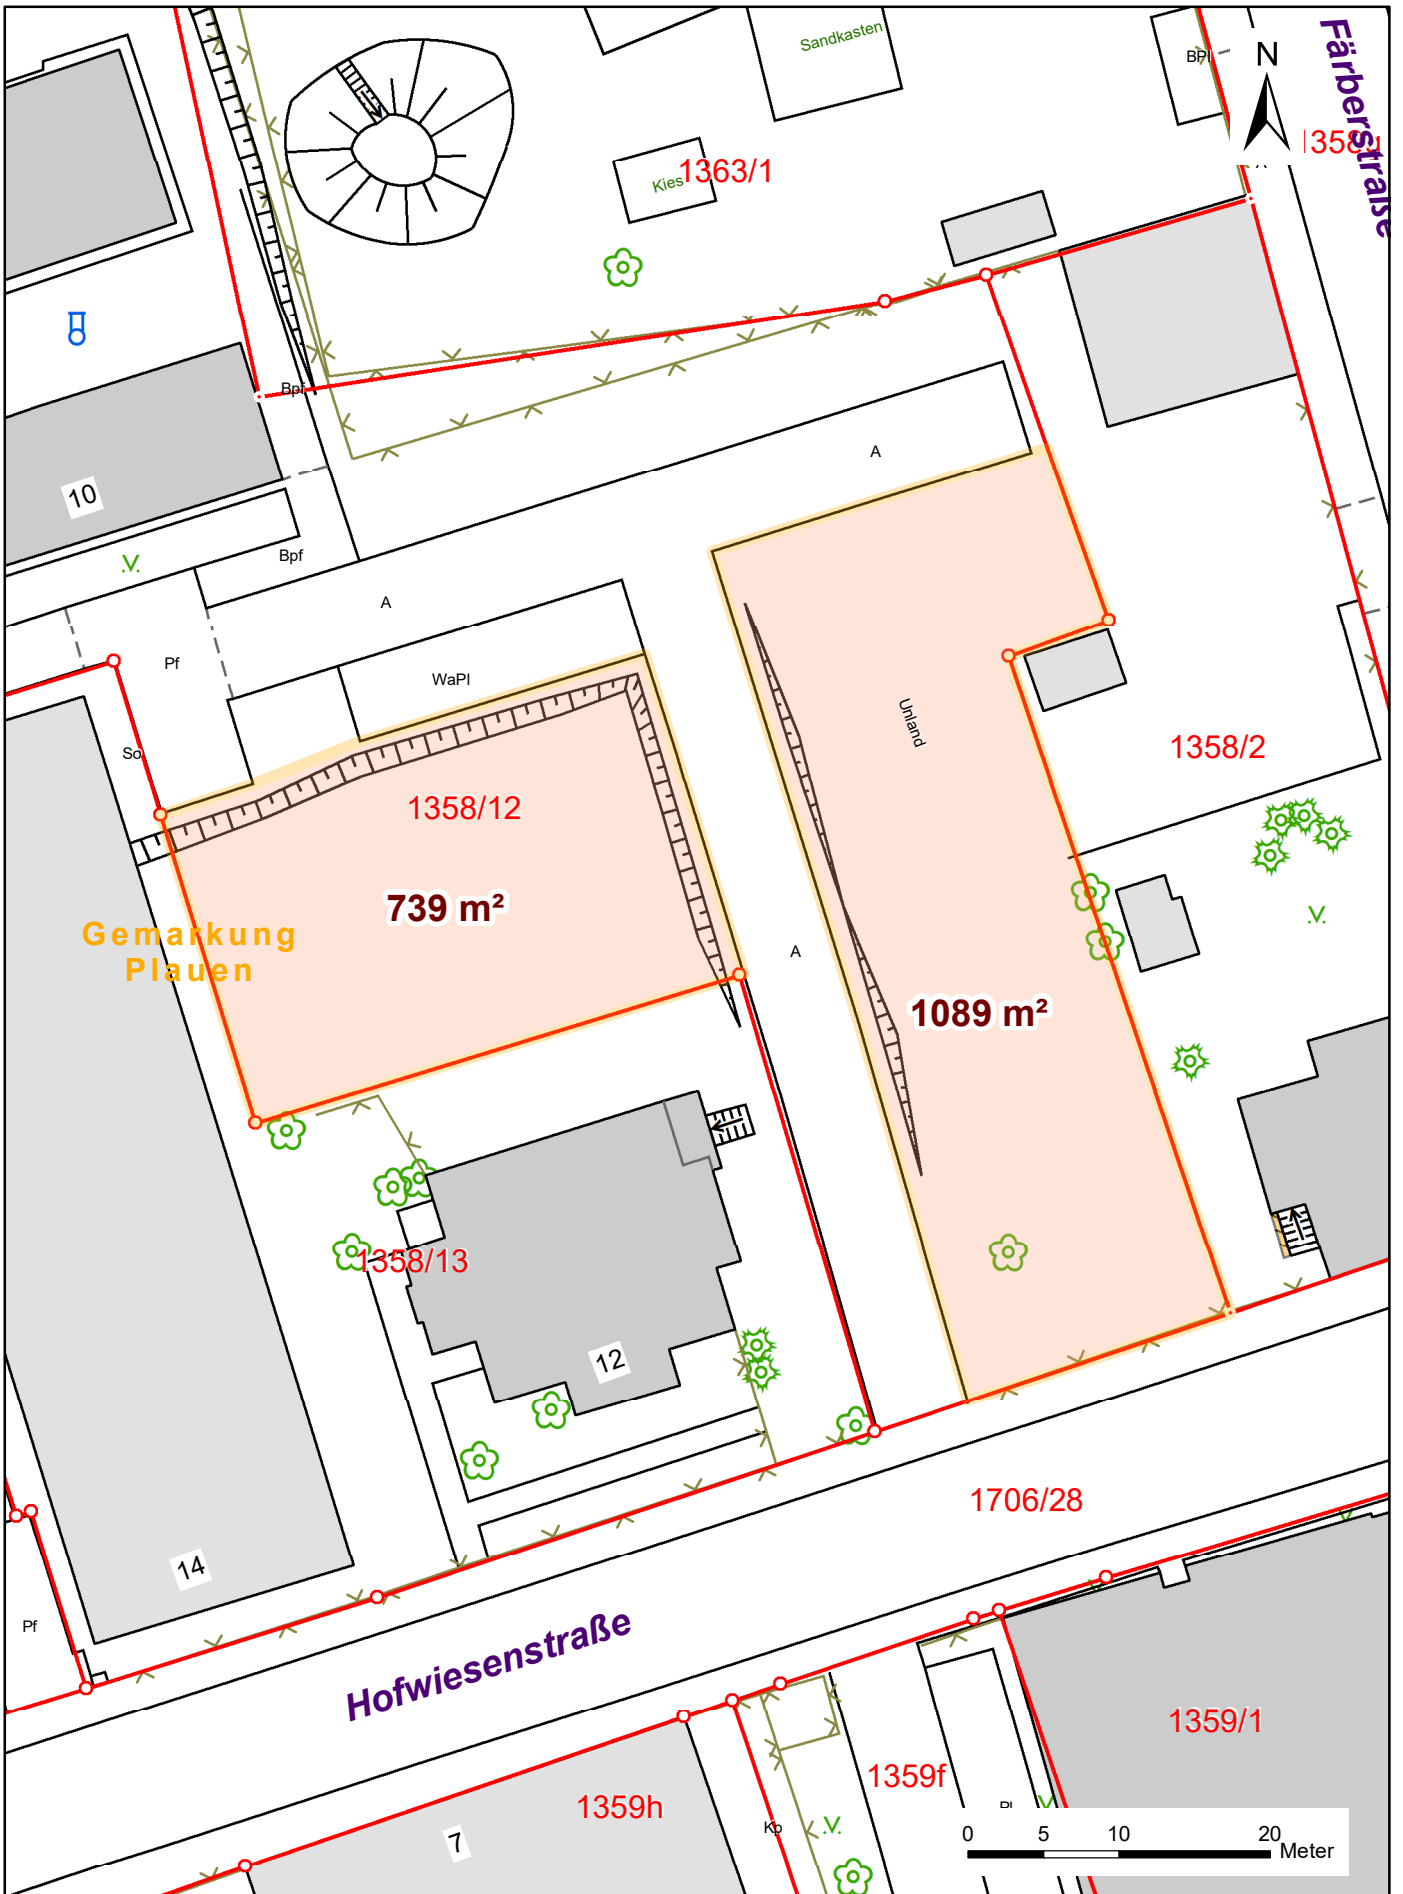 Sandkasten
BPl
N
Färberstraße
Kies
1363/1
Bpf
10
A
Bpf
A
Pf
WaPl
So
Unland
1358/2
1358/12
739 m²
Gemarkung
Plauen
A
1089 m²
1358/13
12
1706/28
14
Pf
Hofwiesenstraße
1359/1
1359f
1359h
7
Kp
0 5 10 20 Meter